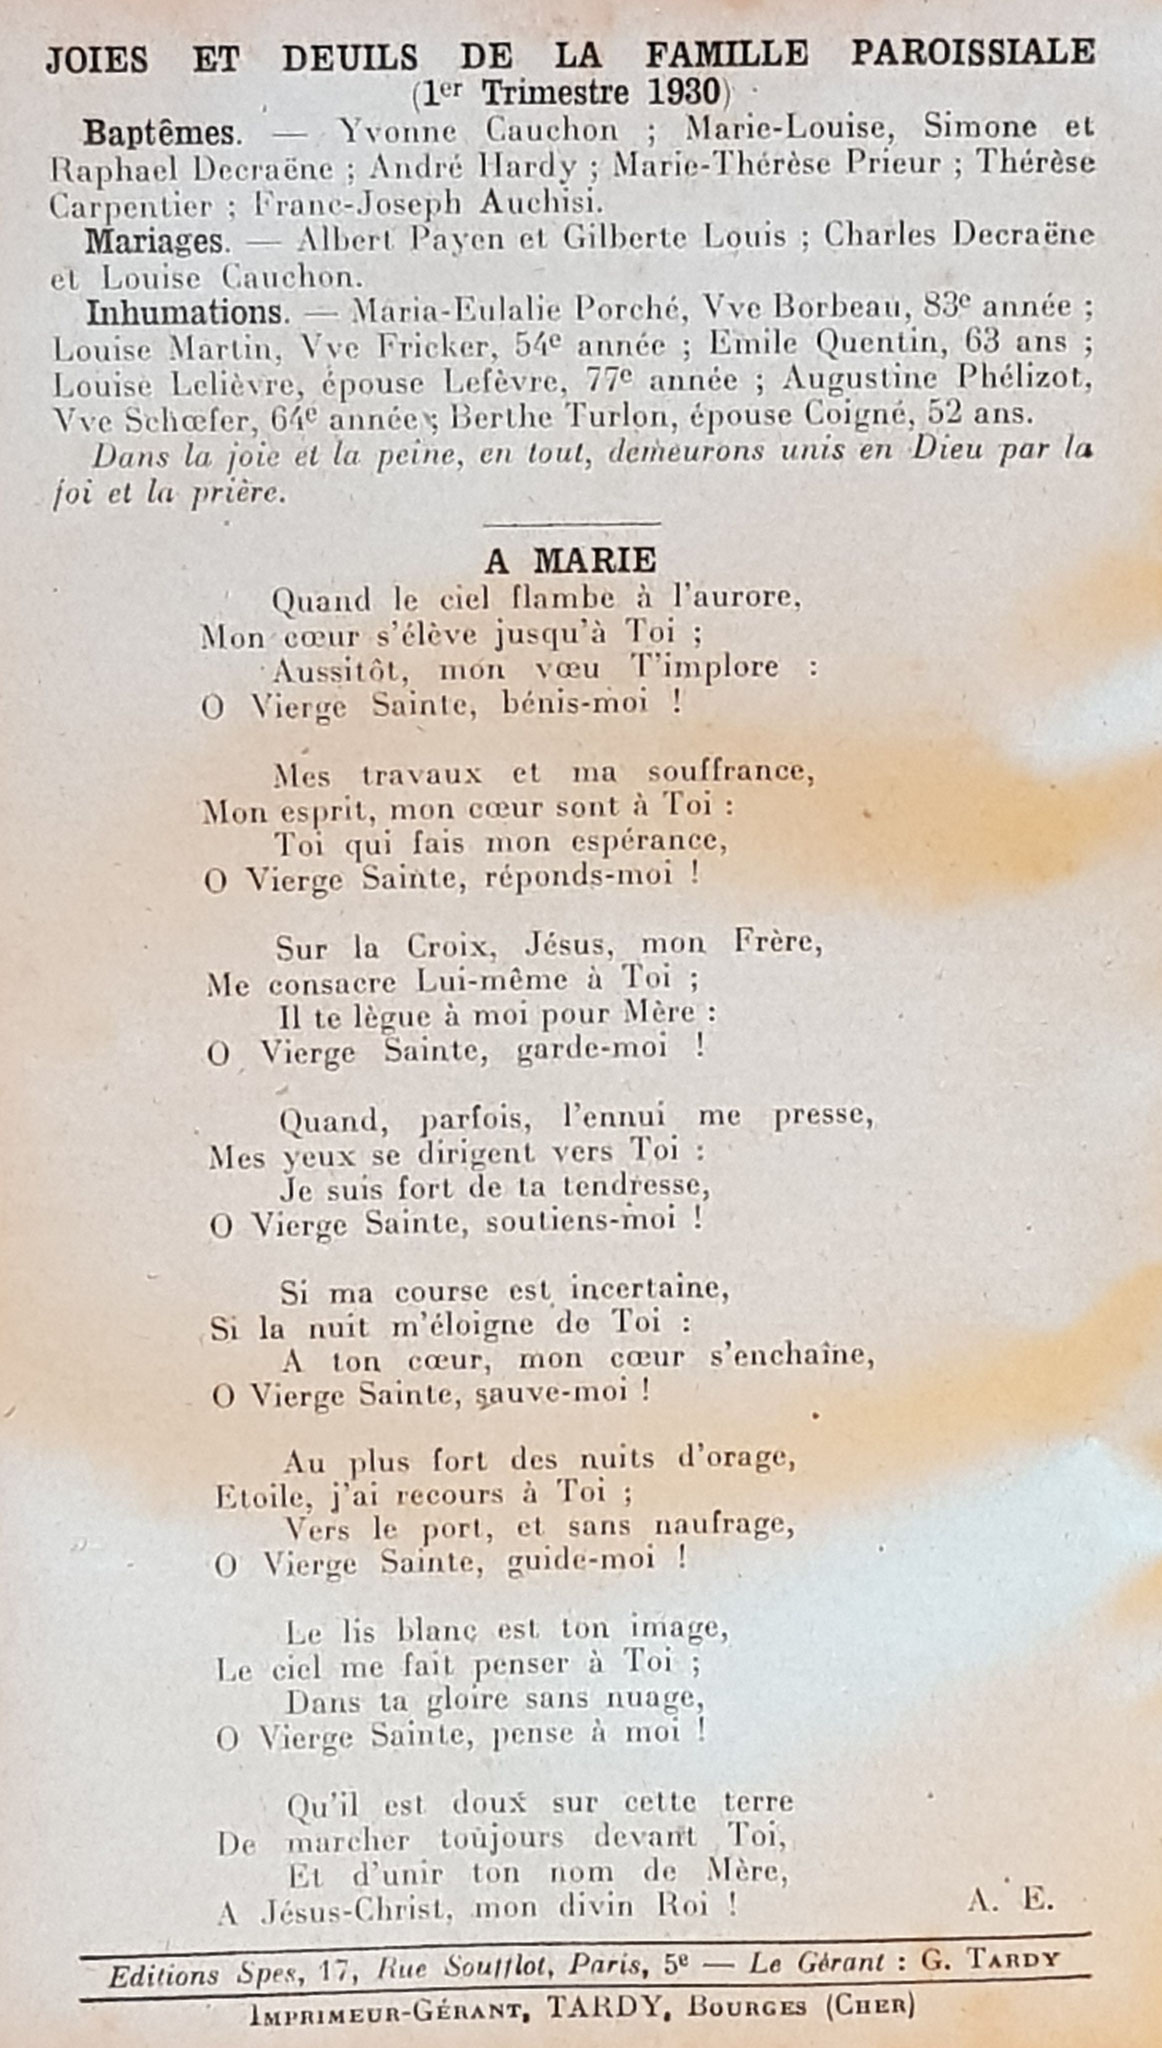 JOIES ET DEUILS DE LA FAMILLE PAROISSIALE
(1er Trimestre 1930)
Baptêmes. — Yvonne Cauchon ; Marie-Louise, Simone et
Raphael Decraëne ; André Hardy ; Marie-Thérèse Prieur ; Thérèse
Carpentier ; Franc-Joseph Auchisi.
Mariages. — Albert Payen et Gilberte Louis ; Charles Decraëne
et Louise Cauchon.
Inhumations. — Maria-Eulalie Porché, Vve Borbeau, 83e année ;
Louise Martin, Vve Fricker, 54e année ; Emile Quentin, 63 ans ;
Louise Lelièvre, épouse Lefèvre, 77e année ; Augustine Phélizot,
Vve Schœfer, 64e année ; Berthe Turlon, épouse Coigné, 52 ans.
Dans la joie et la peine, en tout, demeurons unis en Dieu par la
foi et la prière.
A MARIE
Quand le ciel flambe à l'aurore,
Mon cœur s'élève jusqu'à Toi ;
Aussitôt, mon vœu T'implore :
O Vierge Sainte, bénis-moi !
Mes travaux et ma souffrance,
Mon esprit, mon cœur sont à Toi :
Toi qui fais mon espérance,
O Vierge Sainte, réponds-moi !
Sur la Croix, Jésus, mon Frère,
Me consacre Lui-même à Toi ;
Il te lègue à moi pour Mère :
O Vierge Sainte, garde-moi !
Quand, parfois, l'ennui me presse,
Mes yeux se dirigent vers Toi :
Je suis fort de ta tendresse,
O Vierge Sainte, soutiens-moi !
Si ma course est incertaine,
Si la nuit m'éloigne de Toi :
A ton cœur, mon cœur s'enchaîne,
O Vierge Sainte, sauve-moi !
Au plus fort des nuits d'orage,
Etoile, j'ai recours à Toi ;
Vers le port, et sans naufrage,
O Vierge Sainte, guide-moi !
Le lis blanc est ton image,
Le ciel me fait penser à Toi ;
Dans ta gloire sans nuage,
O Vierge Sainte, pense à moi !
Qu'il est doux sur cette terre
De marcher toujours devant Toi,
Et d'unir ton nom de Mère,
A Jésus-Christ, mon divin Roi ! A. E.
Editions Spes, 17, Rue Soufflot, Paris, 5e — Le Gérant : G. TARDY
IMPRIMEUR-GÉRANT, TARDY, BOURGES (CHER)